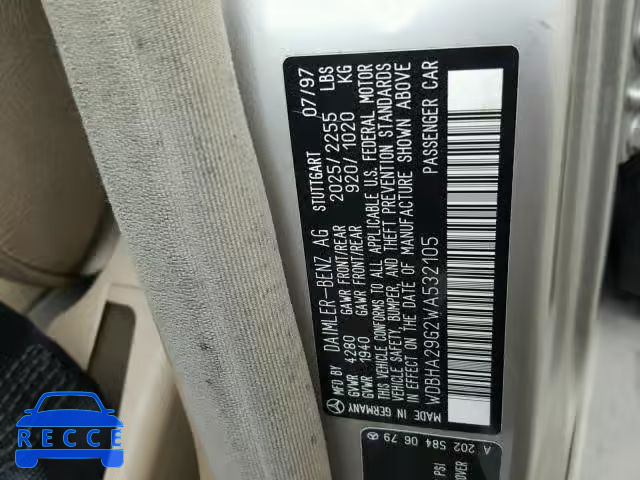 MFD BY DAIMLER-BENZ AG STUTTGART 07/97
GVWR 4280 GAWR FRONT/REAR 2025/2255 LBS
GVWR 1940 GAWR FRONT/REAR 920/1020 KG
THIS VEHICLE CONFORMS TO ALL APPLICABLE U.S. FEDERAL MOTOR
VEHICLE SAFETY, BUMPER, AND THEFT PREVENTION STANDARDS
IN EFFECT ON THE DATE OF MANUFACTURE SHOWN ABOVE.
WDBHA29G2WA532105 PASSENGER CAR
MADE IN GERMANY
A 202 584 06 79
PSI
RECCE